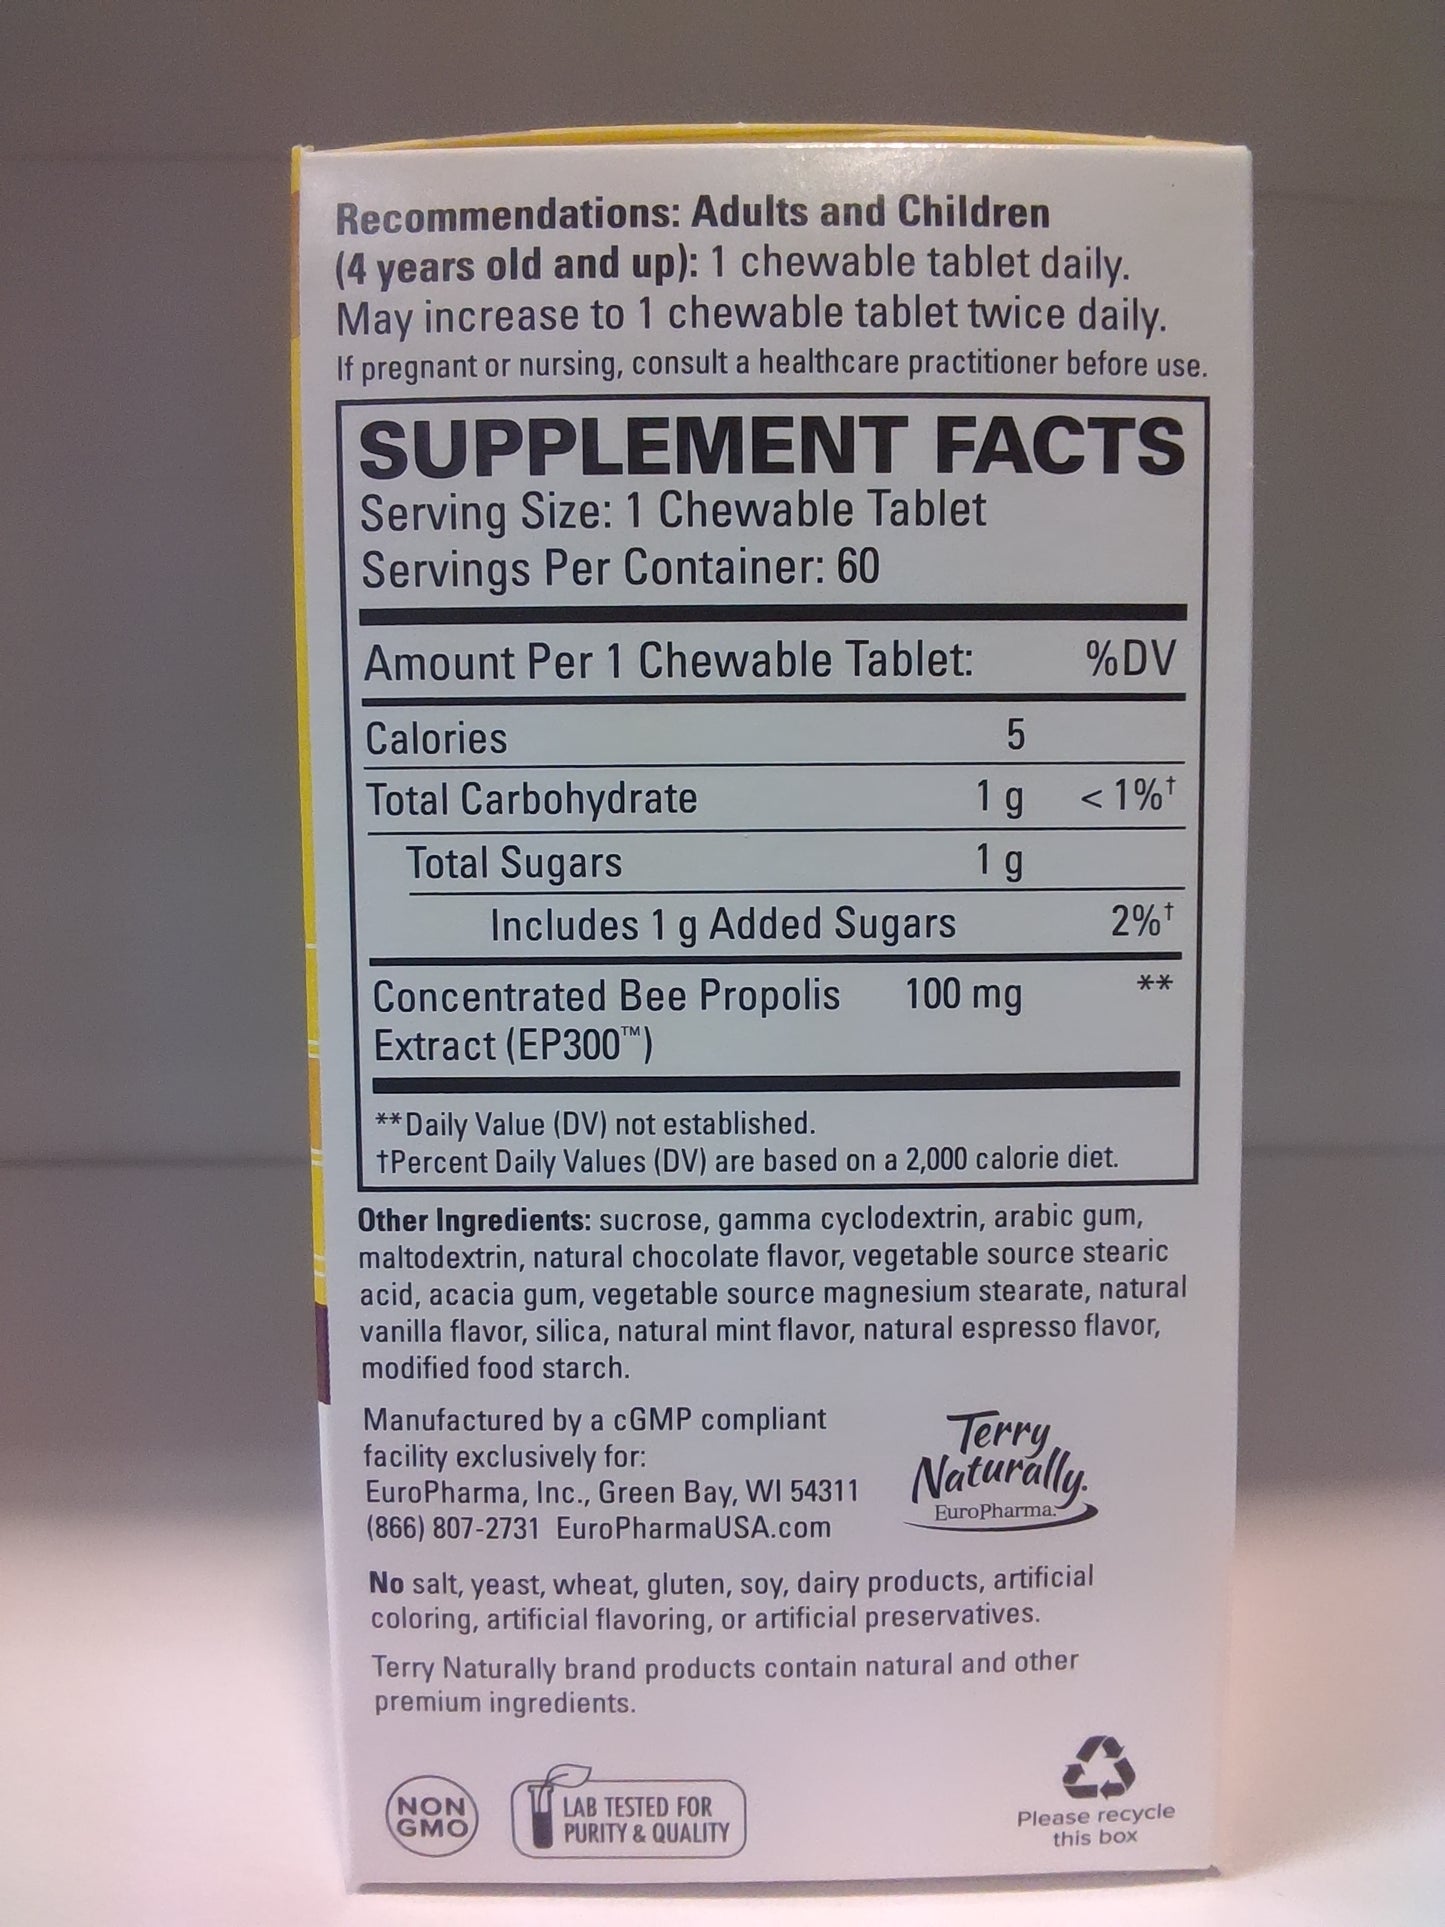 Recommendations: Adults and Children
(4 years old and up): 1 chewable tablet daily.
May increase to 1 chewable tablet twice daily.
If pregnant or nursing, consult a healthcare practitioner before use.
SUPPLEMENT FACTS
Serving Size: 1 Chewable Tablet
Servings Per Container: 60
Amount Per 1 Chewable Tablet: %DV
Calories 5
Total Carbohydrate 1 g < 1%†
Total Sugars 1 g
Includes 1 g Added Sugars 2%†
Concentrated Bee Propolis 100 mg **
Extract (EP300™)
**Daily Value (DV) not established.
†Percent Daily Values (DV) are based on a 2,000 calorie diet.
Other Ingredients: sucrose, gamma cyclodextrin, arabic gum,
maltodextrin, natural chocolate flavor, vegetable source stearic
acid, acacia gum, vegetable source magnesium stearate, natural
vanilla flavor, silica, natural mint flavor, natural espresso flavor,
modified food starch.
Manufactured by a cGMP compliant
facility exclusively for:
EuroPharma, Inc., Green Bay, WI 54311
(866) 807-2731 EuroPharmaUSA.com
Terry
Naturally.
EuroPharma.
No salt, yeast, wheat, gluten, soy, dairy products, artificial
coloring, artificial flavoring, or artificial preservatives.
Terry Naturally brand products contain natural and other
premium ingredients.
NON
GMO
LAB TESTED FOR
PURITY & QUALITY
Please recycle
this box